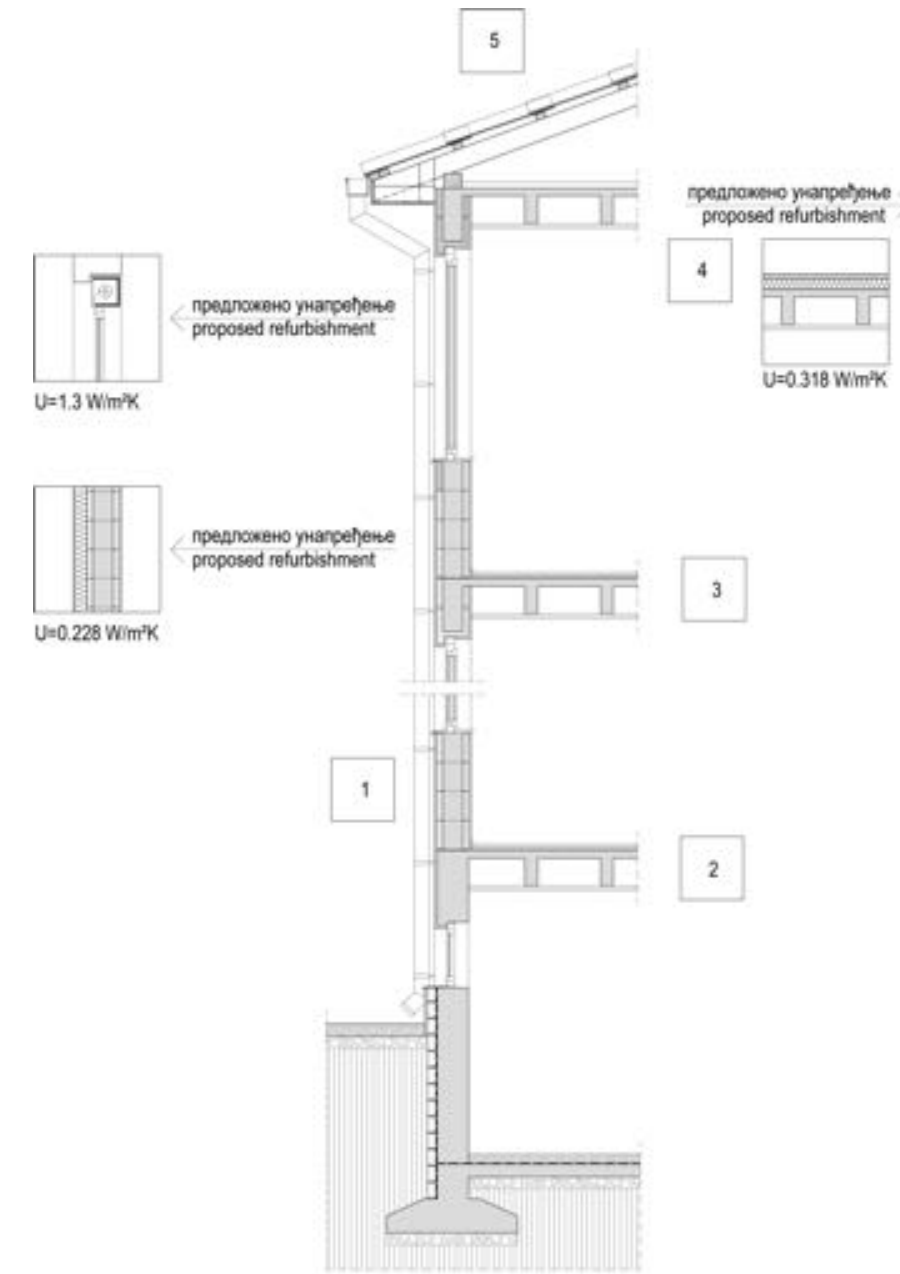 5
предложено унапређење
proposed refurbishment
4
U=0.318 W/m²K
предложено унапређење
proposed refurbishment
U=1.3 W/m²K
предложено унапређење
proposed refurbishment
U=0.228 W/m²K
3
1
2